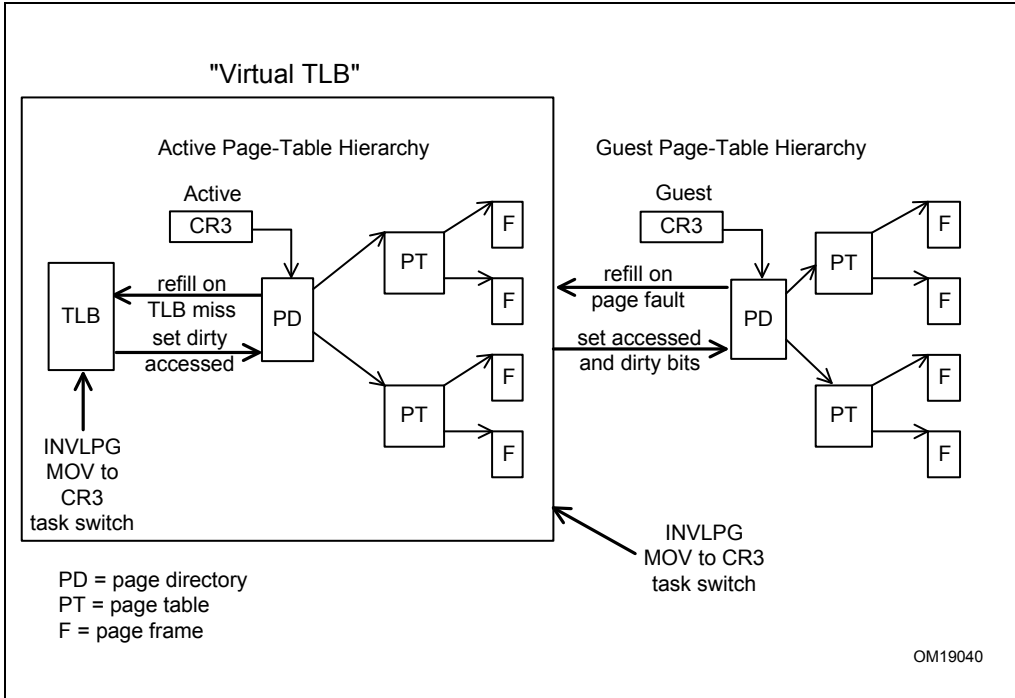 "Virtual TLB"
Active Page-Table Hierarchy
Guest Page-Table Hierarchy
Active
CR3
TLB
refill on
TLB miss
set dirty
accessed
PD
PT
F
F
PT
F
F
INVLPG
MOV to
CR3
task switch
Guest
CR3
refill on
page fault
set accessed
and dirty bits
PD
PT
F
F
PT
F
F
INVLPG
MOV to CR3
task switch
PD = page directory
PT = page table
F = page frame
OM19040